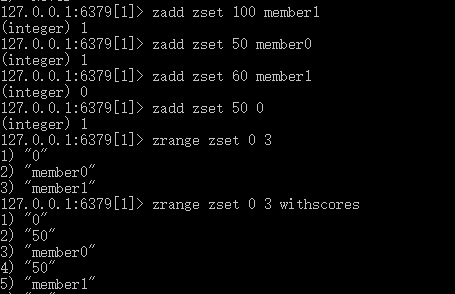 127.0.0.1:6379[1]> zadd zset 100 member1
(integer) 1
127.0.0.1:6379[1]> zadd zset 50 member0
(integer) 1
127.0.0.1:6379[1]> zadd zset 60 member1
(integer) 0
127.0.0.1:6379[1]> zadd zset 50 0
(integer) 1
127.0.0.1:6379[1]> zrange zset 0 3
1) "0"
2) "member0"
3) "member1"
127.0.0.1:6379[1]> zrange zset 0 3 withscores
1) "0"
2) "50"
3) "member0"
4) "50"
5) "member1"